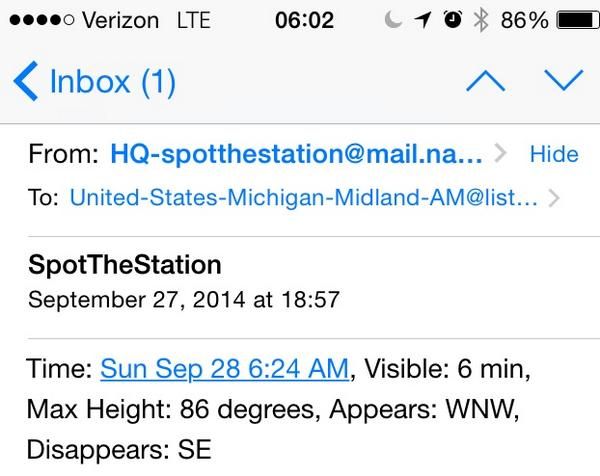 Verizon LTE 06:02 86%
Inbox (1)
From: HQ-spotthestation@mail.na... Hide
To: United-States-Michigan-Midland-AM@list...
SpotTheStation
September 27, 2014 at 18:57
Time: Sun Sep 28 6:24 AM, Visible: 6 min,
Max Height: 86 degrees, Appears: WNW,
Disappears: SE